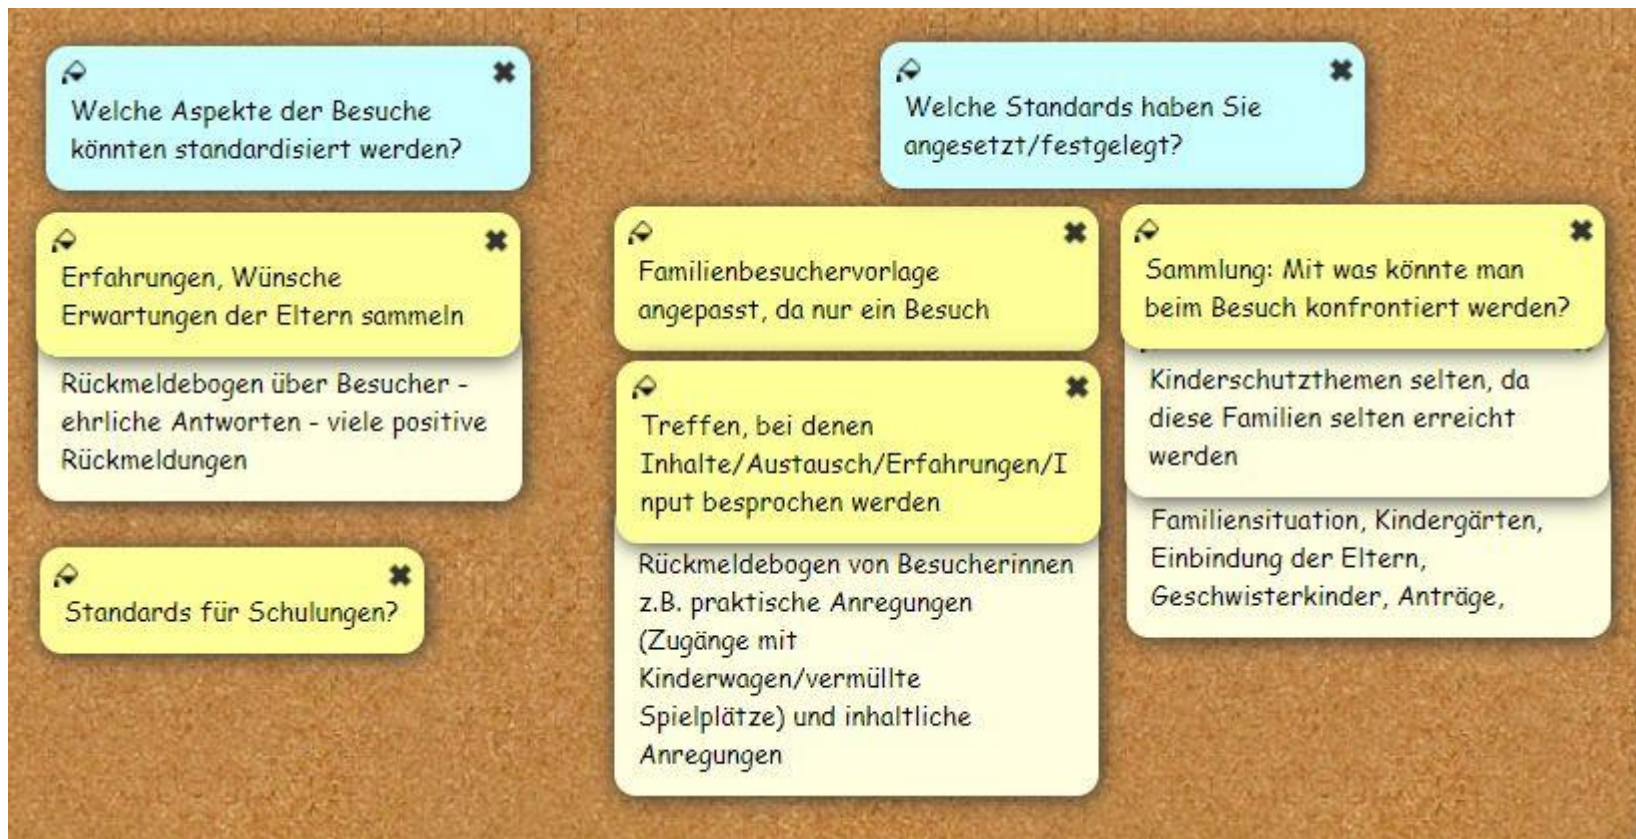 Welche Aspekte der Besuche
könnten standardisiert werden?
Erfahrungen, Wünsche
Erwartungen der Eltern sammeln
Rückmeldebogen über Besucher -
ehrliche Antworten - viele positive
Rückmeldungen
Standards für Schulungen?
Welche Standards haben Sie
angesetzt/festgelegt?
Familienbesuchervorlage
angepasst, da nur ein Besuch
Treffen, bei denen
Inhalte/Austausch/Erfahrungen/I
nput besprochen werden
Rückmeldebogen von Besucherinnen
z.B. praktische Anregungen
(Zugänge mit
Kinderwagen/vermüllte
Spielplätze) und inhaltliche
Anregungen
Sammlung: Mit was könnte man
beim Besuch konfrontiert werden?
Kinderschutzthemen selten, da
diese Familien selten erreicht
werden
Familiensituation, Kindergärten,
Einbindung der Eltern,
Geschwisterkinder, Anträge,